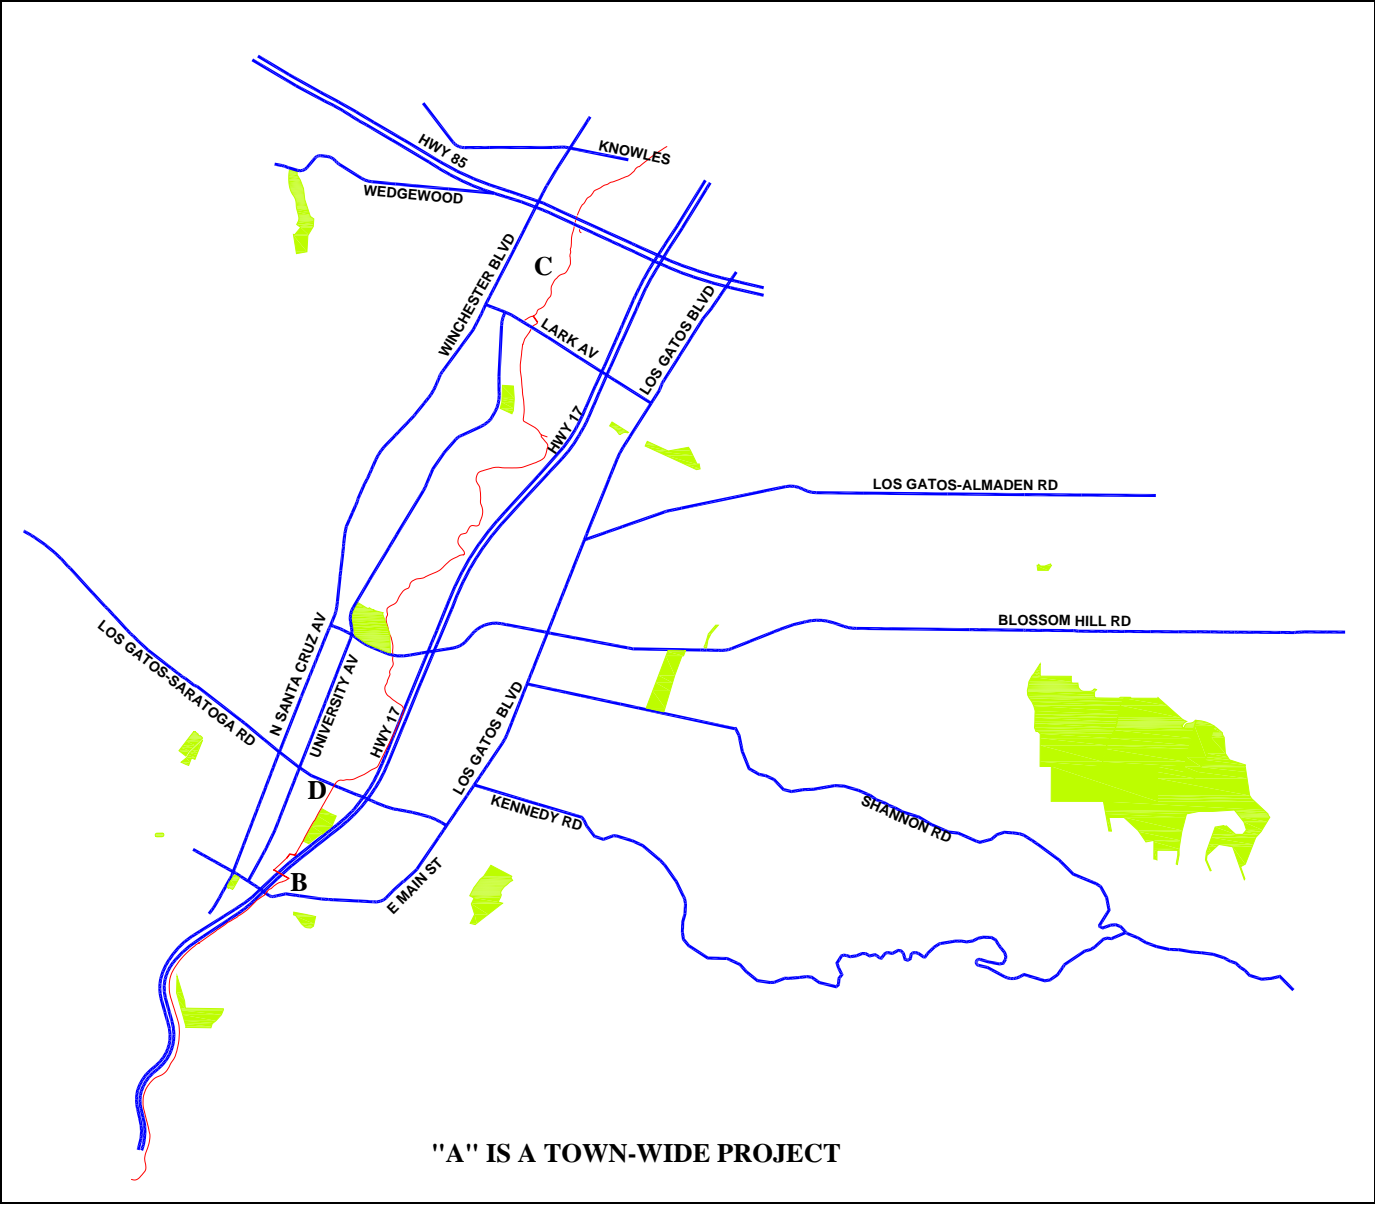 KNOWLES
HWY 85
WEDGEWOOD
WINCHESTER BLVD
C
LARK AV
LOS GATOS BLVD
HWY 17
LOS GATOS-ALMADEN RD
BLOSSOM HILL RD
LOS GATOS-SARATOGA RD
N SANTA CRUZ AV
UNIVERSITY AV
HWY 17
LOS GATOS BLVD
D
KENNEDY RD
SHANNON RD
B
E MAIN ST
"A" IS A TOWN-WIDE PROJECT